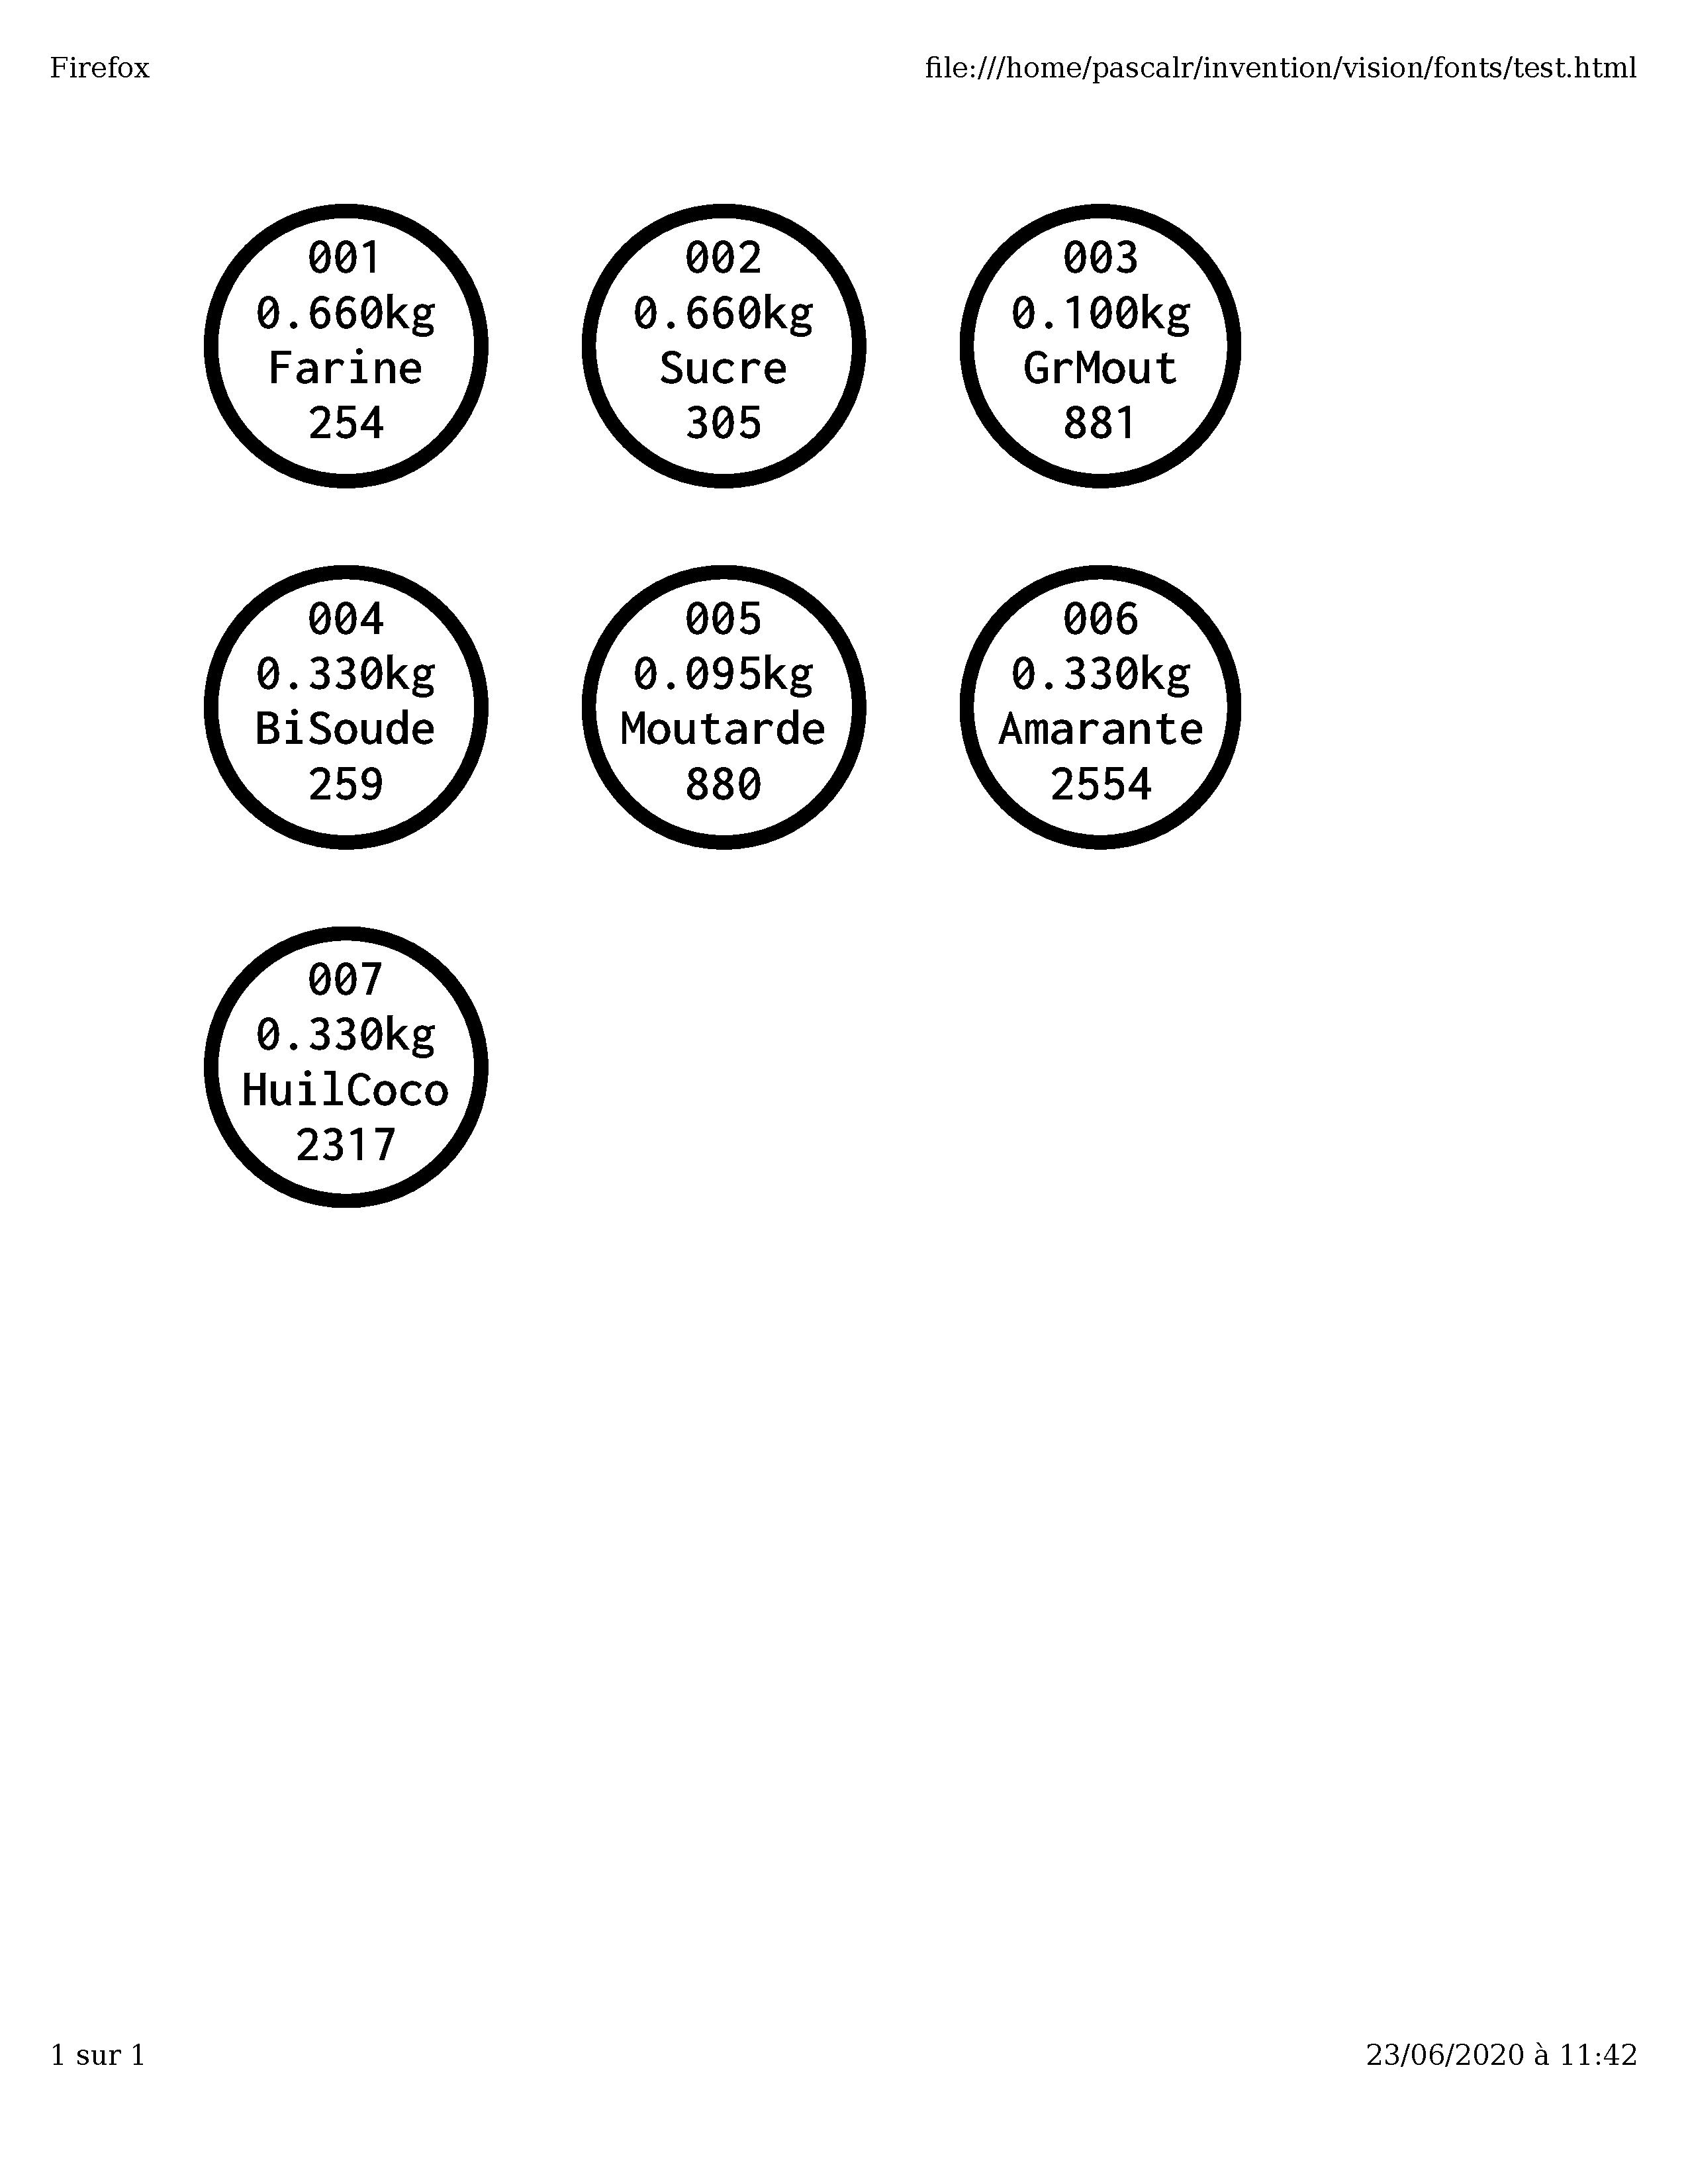 Firefox
file:///home/pascalr/invention/vision/fonts/test.html
001
0.660kg
Farine
254
002
0.660kg
Sucre
305
003
0.100kg
GrMout
881
004
0.330kg
BiSoude
259
005
0.095kg
Moutarde
880
006
0.330kg
Amarante
2554
007
0.330kg
HuilCoco
2317
1 sur 1
23/06/2020 à 11:42